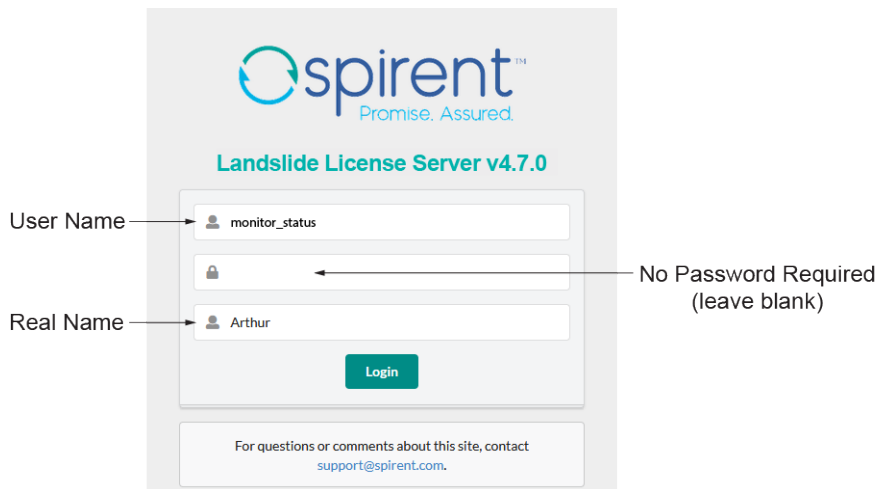 spirent™
Promise. Assured.
Landslide License Server v4.7.0
User Name
monitor_status
No Password Required
(leave blank)
Real Name
Arthur
Login
For questions or comments about this site, contact
support@spirent.com.